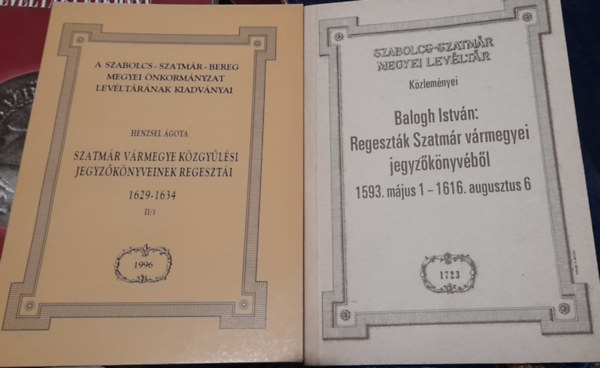 A SZABOLCS - SZATMÁR - BEREG
MEGYEI ÖNKORMÁNYZAT
LEVÉLTÁRÁNAK KIADVÁNYAI
HENZSEL ÁGOTA
SZATMÁR VÁRMEGYE KÖZGYŰLÉSI
JEGYZŐKÖNYVEINEK REGESZTÁI
1629-1634
II/1
1996
SZABOLCS-SZATMÁR
MEGYEI LEVÉLTÁR
Közleményei
Balogh István:
Regeszták Szatmár vármegyei
jegyzőkönyvéből
1593. május 1 - 1616. augusztus 6
1723